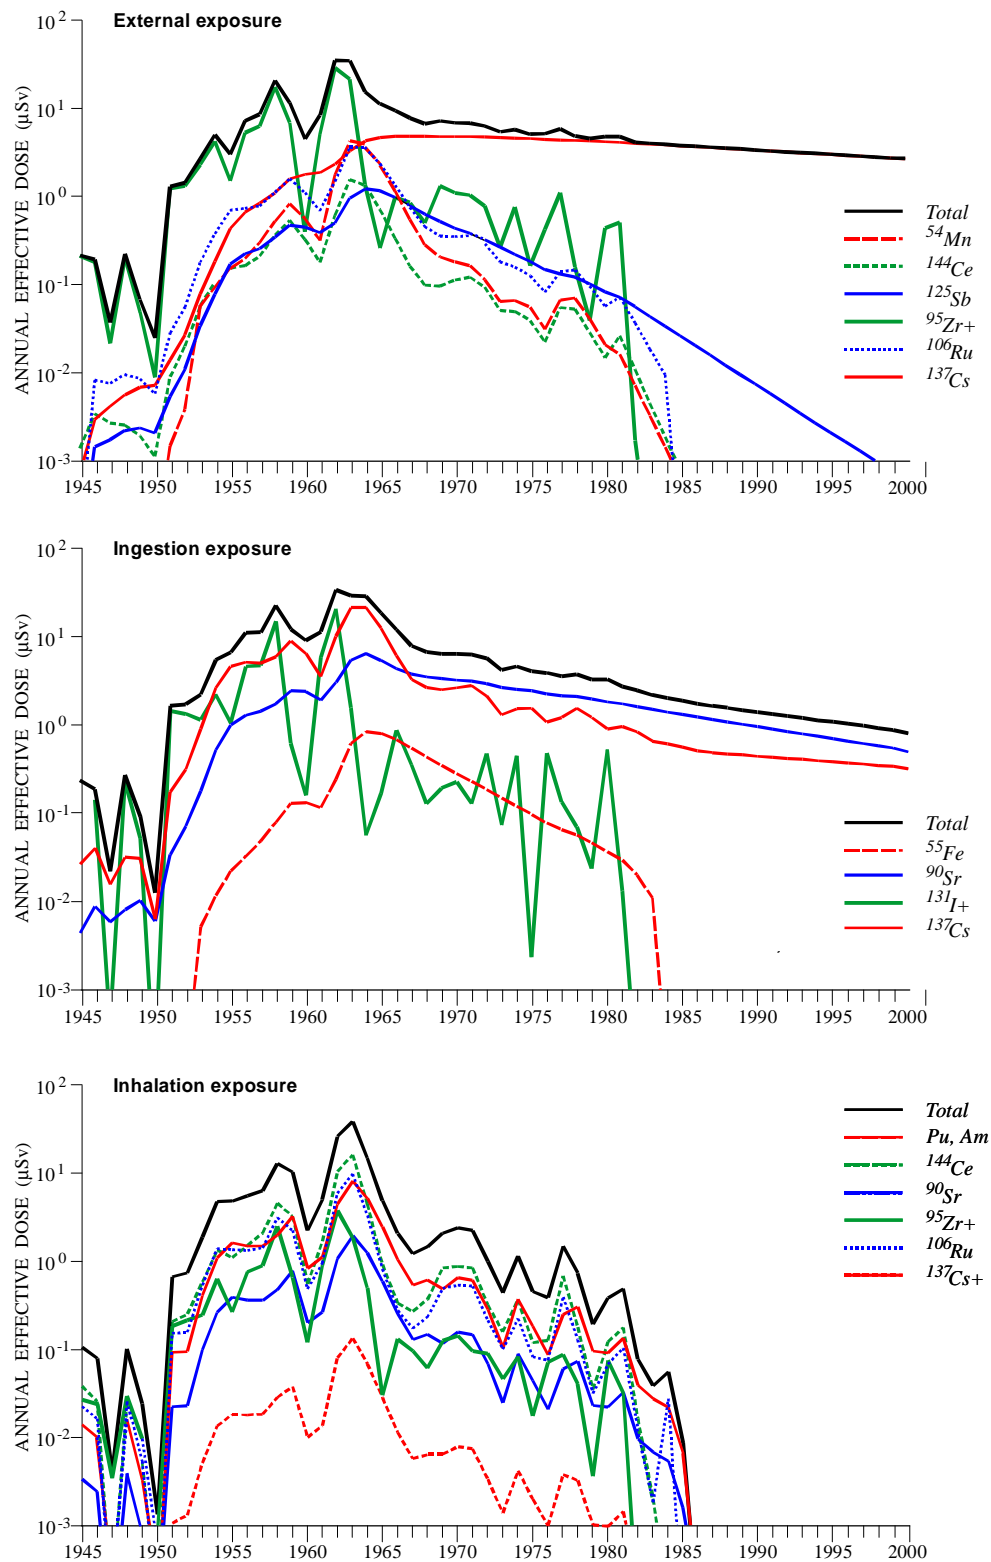 External exposure
ANNUAL EFFECTIVE DOSE (µSv)
10²
10¹
10⁰
10⁻¹
10⁻²
10⁻³
Total
⁵⁴Mn
¹⁴⁴Ce
¹²⁵Sb
⁹⁵Zr+
¹⁰⁶Ru
¹³⁷Cs
1945 1950 1955 1960 1965 1970 1975 1980 1985 1990 1995 2000
Ingestion exposure
ANNUAL EFFECTIVE DOSE (µSv)
10²
10¹
10⁰
10⁻¹
10⁻²
10⁻³
Total
⁵⁵Fe
⁹⁰Sr
¹³¹I+
¹³⁷Cs
1945 1950 1955 1960 1965 1970 1975 1980 1985 1990 1995 2000
Inhalation exposure
ANNUAL EFFECTIVE DOSE (µSv)
10²
10¹
10⁰
10⁻¹
10⁻²
10⁻³
Total
Pu, Am
¹⁴⁴Ce
⁹⁰Sr
⁹⁵Zr+
¹⁰⁶Ru
¹³⁷Cs+
1945 1950 1955 1960 1965 1970 1975 1980 1985 1990 1995 2000